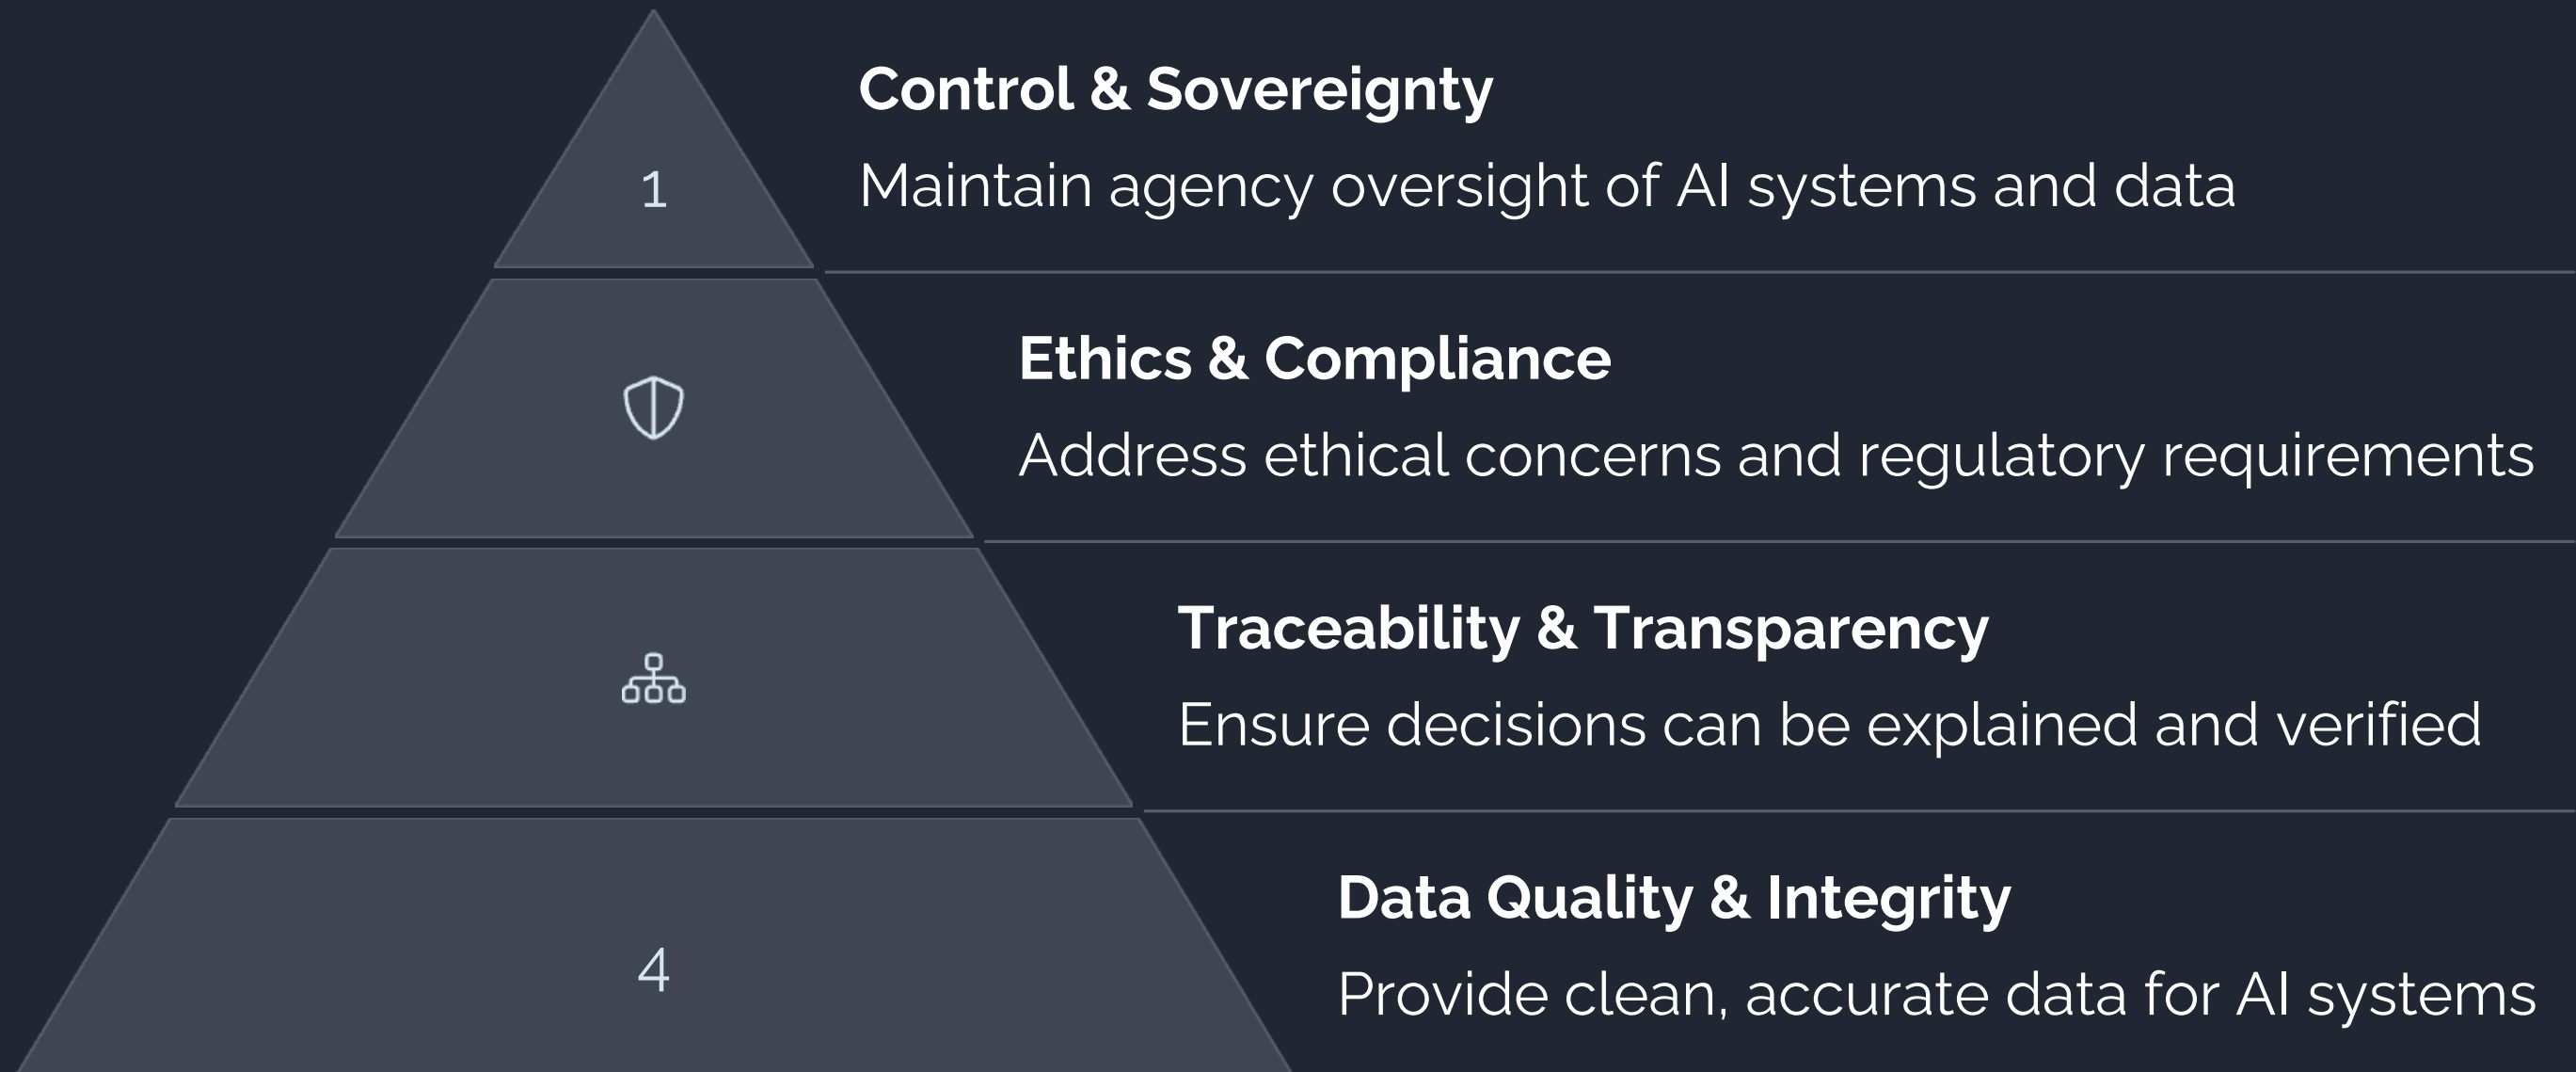 Control & Sovereignty
1
Maintain agency oversight of AI systems and data
Ethics & Compliance
Address ethical concerns and regulatory requirements
Traceability & Transparency
Ensure decisions can be explained and verified
Data Quality & Integrity
4
Provide clean, accurate data for AI systems